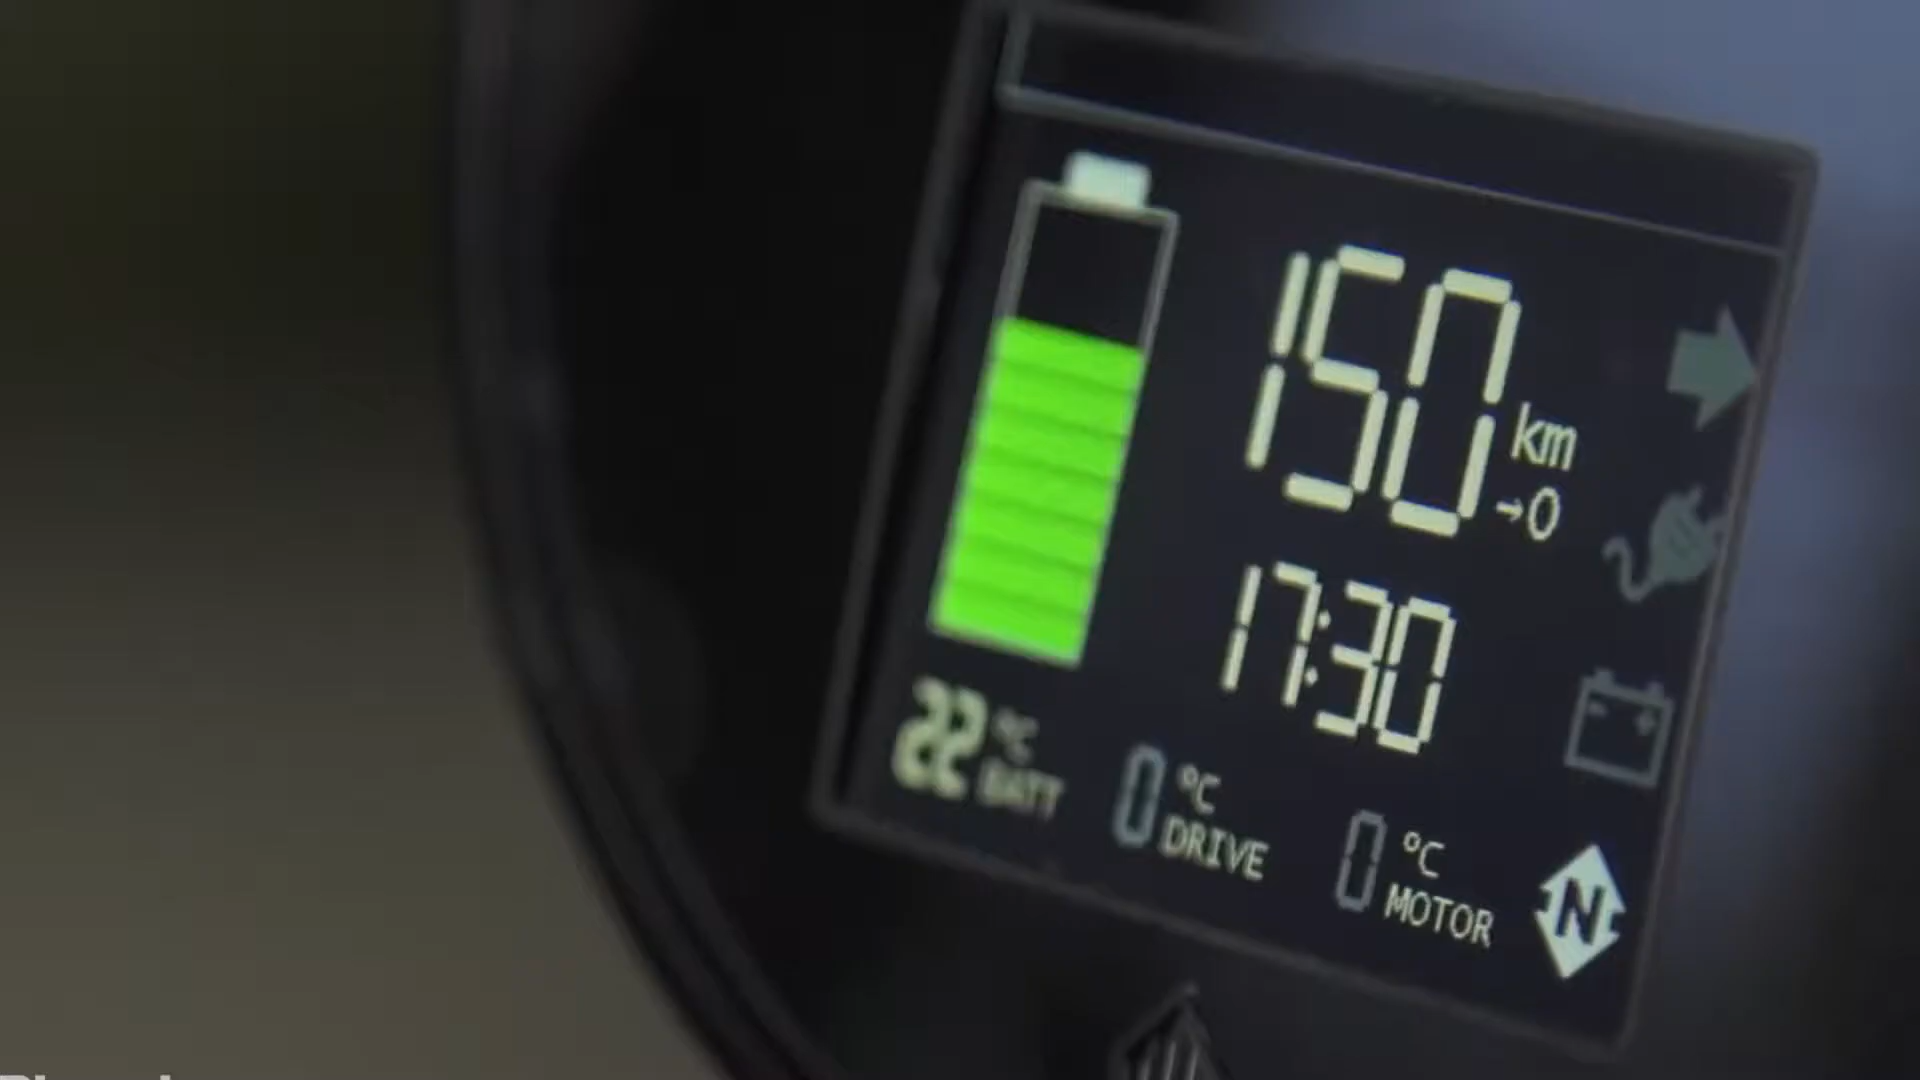 150 km
→0
17:30
22 °C BATT
0 °C DRIVE
0 °C MOTOR
N